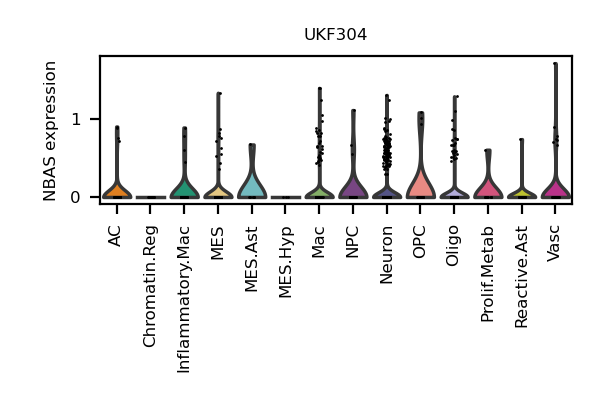 UKF304
NBAS expression
1
0
AC
Chromatin.Reg
Inflammatory.Mac
MES
MES.Ast
MES.Hyp
Mac
NPC
Neuron
OPC
Oligo
Prolif.Metab
Reactive.Ast
Vasc